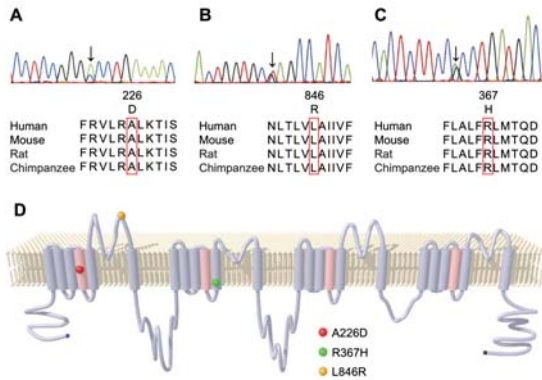 A
B
C
226
D
846
R
367
H
Human FRVLRALKTIS NLTLVLAIIVF Human FLALFRLMTQD
Mouse FRVLRALKTIS Mouse NLTLVLAIIVF Mouse FLALFRLMTQD
Rat FRVLRALKTIS Rat NLTLVLAIIVF Rat FLALFRLMTQD
Chimpanzee FRVLRALKTIS Chimpanzee NLTLVLAIIVF Chimpanzee FLALFRLMTQD
D
A226D
R367H
L846R